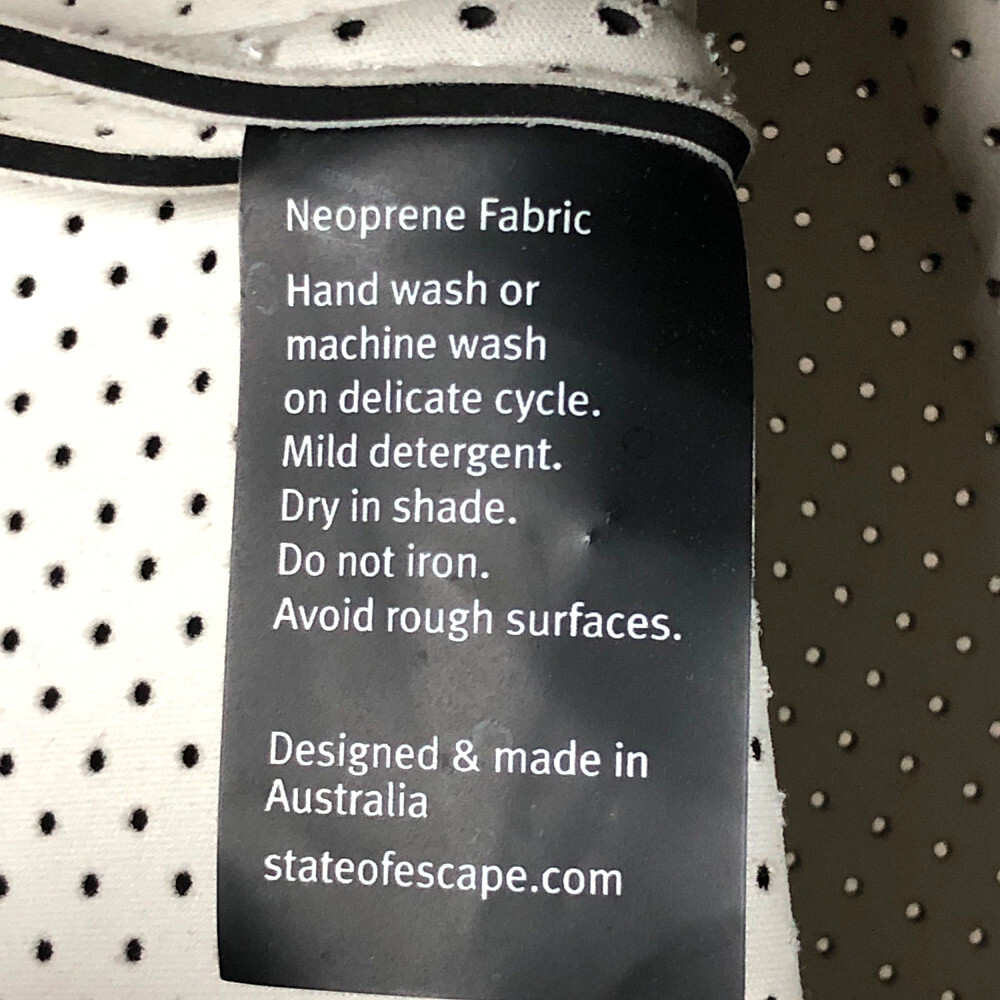 Neoprene Fabric
Hand wash or
machine wash
on delicate cycle.
Mild detergent.
Dry in shade.
Do not iron.
Avoid rough surfaces.
Designed & made in
Australia
stateofescape.com